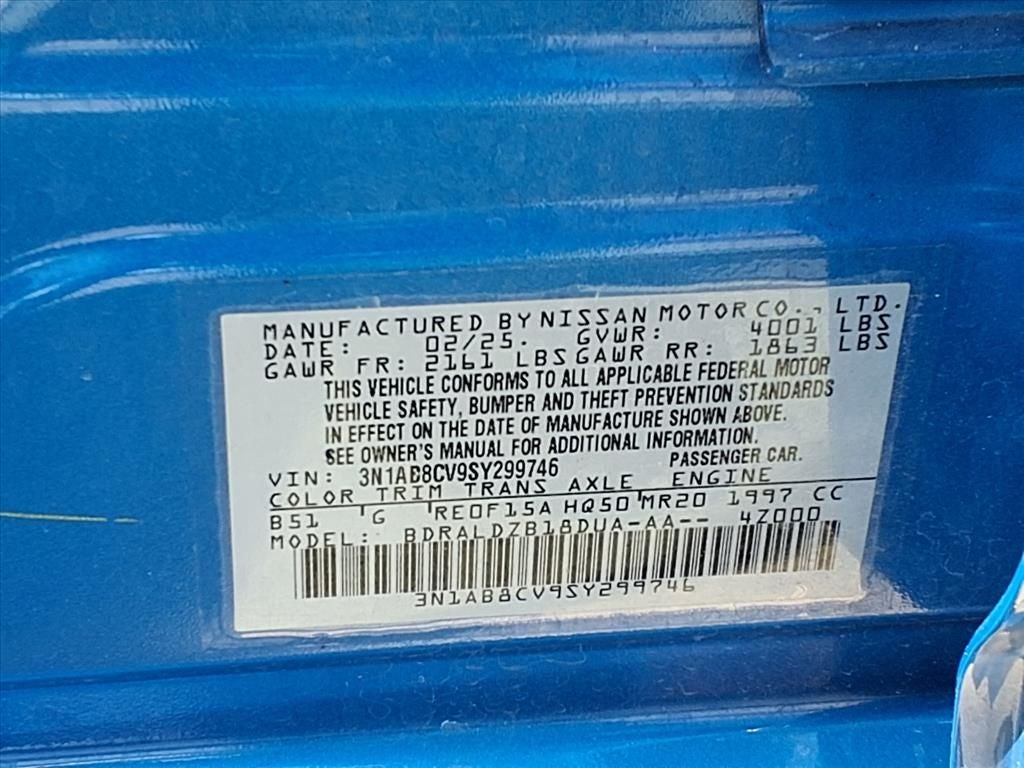 MANUFACTURED BY NISSAN MOTOR CO., LTD.
DATE: 02/25. GVWR: 4001 LBS
GAWR FR: 2161 LBS GAWR RR: 1863 LBS
THIS VEHICLE CONFORMS TO ALL APPLICABLE FEDERAL MOTOR
VEHICLE SAFETY, BUMPER AND THEFT PREVENTION STANDARDS
IN EFFECT ON THE DATE OF MANUFACTURE SHOWN ABOVE.
SEE OWNER'S MANUAL FOR ADDITIONAL INFORMATION.
VIN: 3N1AB8CV9SY299746 PASSENGER CAR.
COLOR TRIM TRANS AXLE ENGINE
B51 G RE0F15A HQ50 MR20 1997 CC
MODEL: BDRALDZB18DUA-AA-- 4Z000
3N1AB8CV9SY299746